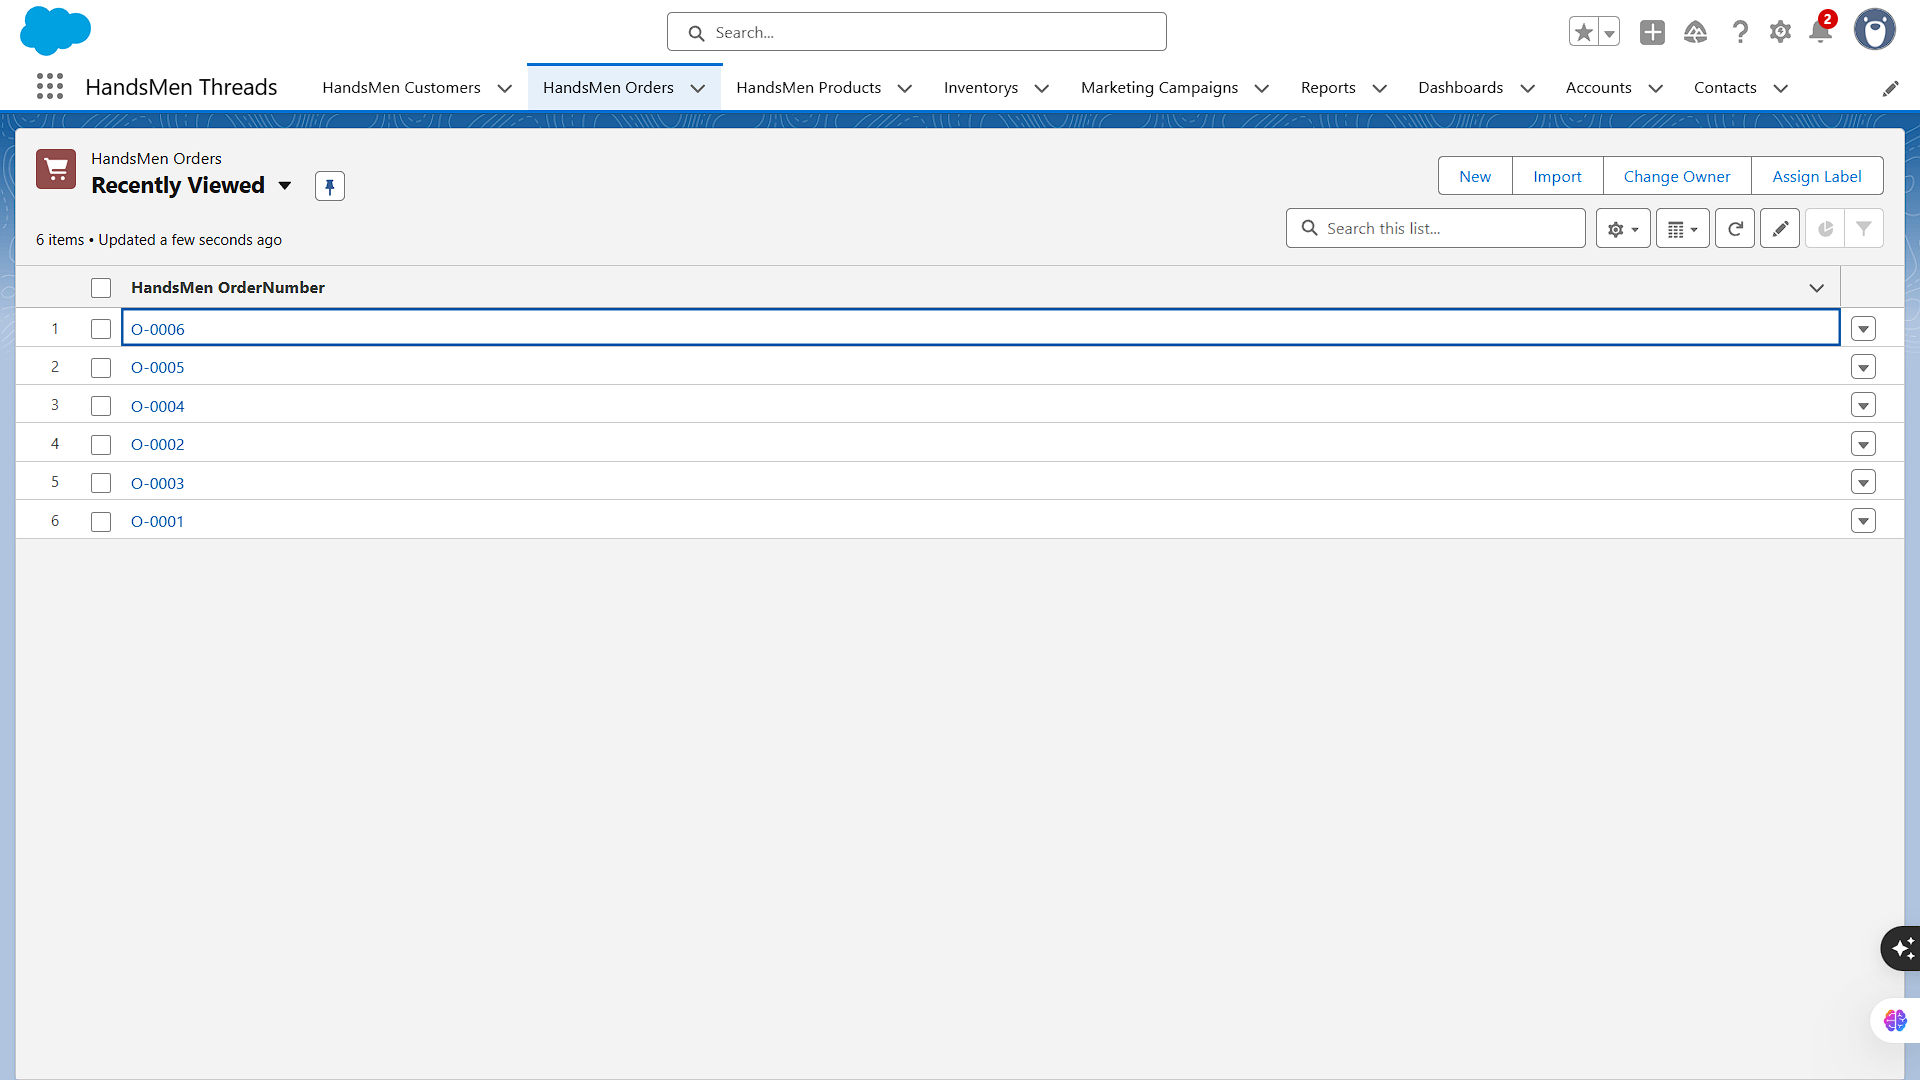 Search...
2
HandsMen Threads
HandsMen Customers
HandsMen Orders
HandsMen Products
Inventorys
Marketing Campaigns
Reports
Dashboards
Accounts
Contacts
HandsMen Orders
Recently Viewed
New
Import
Change Owner
Assign Label
6 items • Updated a few seconds ago
Search this list...
HandsMen OrderNumber
1 O-0006
2 O-0005
3 O-0004
4 O-0002
5 O-0003
6 O-0001